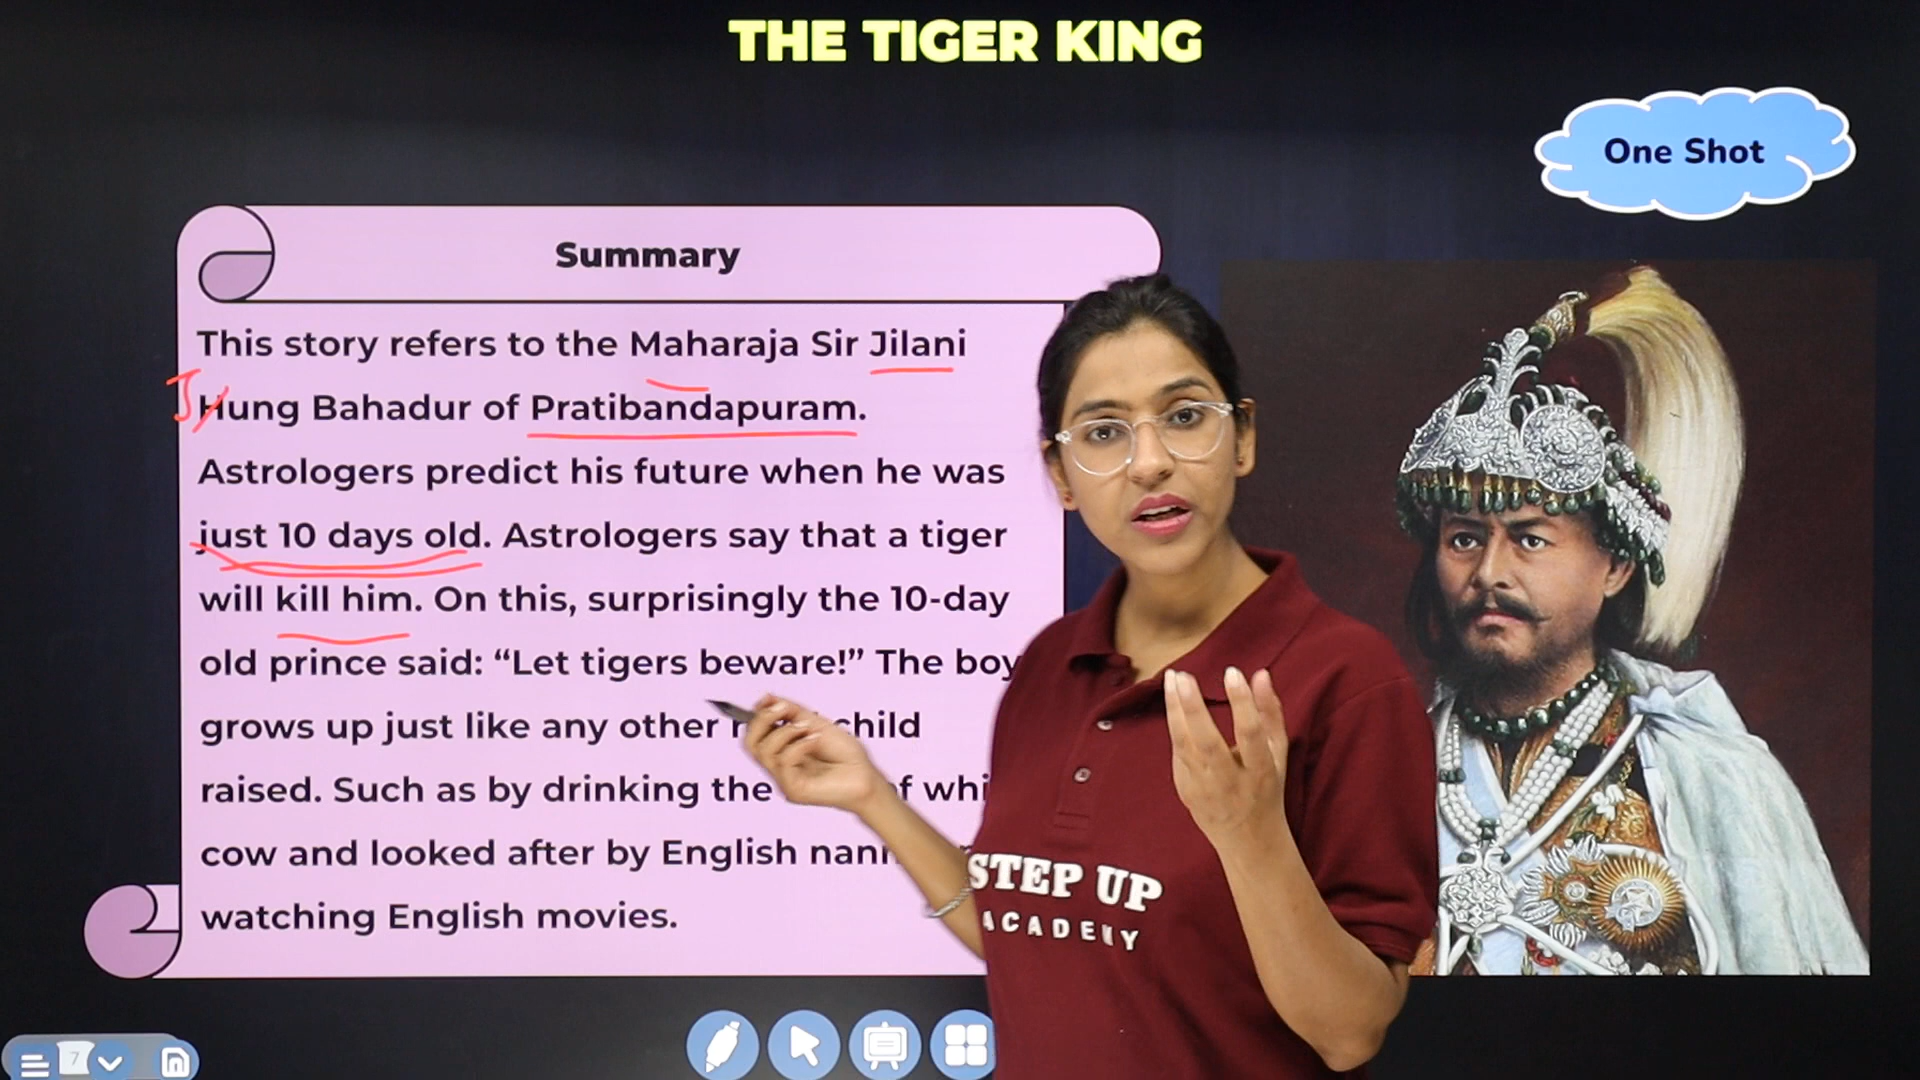 THE TIGER KING
One Shot
Summary
This story refers to the Maharaja Sir Jilani
J
Hung Bahadur of Pratibandapuram.
Astrologers predict his future when he was
just 10 days old. Astrologers say that a tiger
will kill him. On this, surprisingly the 10-day
old prince said: “Let tigers beware!” The boy
grows up just like any other child
raised. Such as by drinking the of
cow and looked after by English
watching English movies.
STEP UP
ACADEMY
7